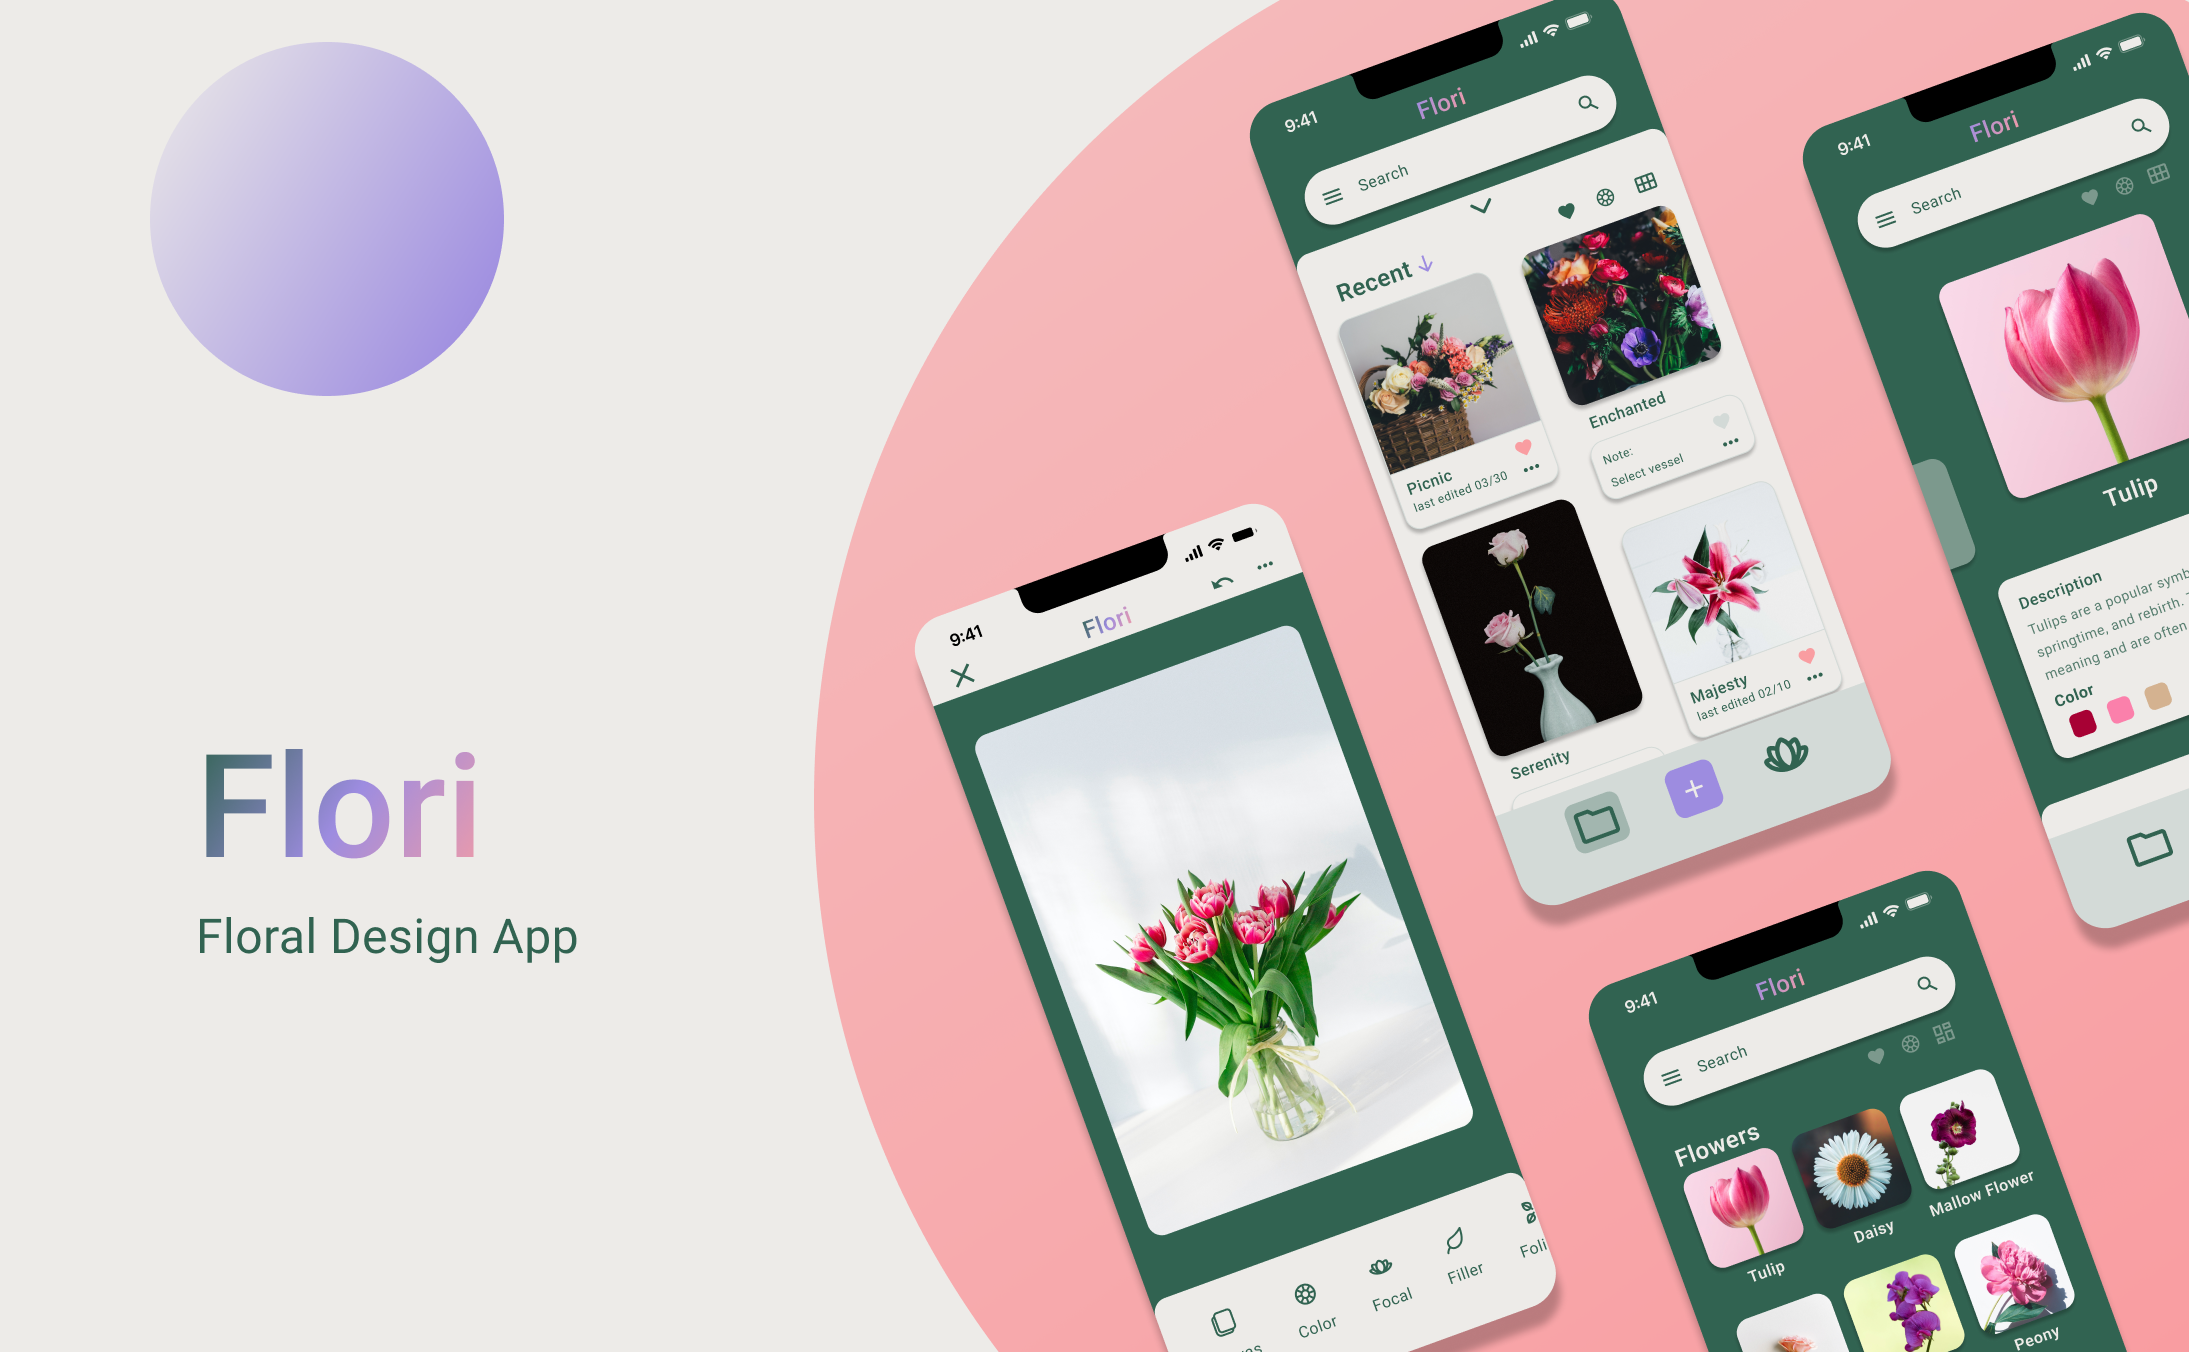 Flori
Floral Design App
9:41
Flori
Color
Focal
Filler
9:41
Flori
Search
Recent
Picnic
last edited 03/30
Enchanted
Note:
Select vessel
Serenity
Majesty
last edited 02/10
9:41
Flori
Search
Tulip
Description
Tulips are a popular
springtime, and rebirth.
meaning and are often
Color
9:41
Flori
Search
Flowers
Tulip
Daisy
Mallow Flower
Peony